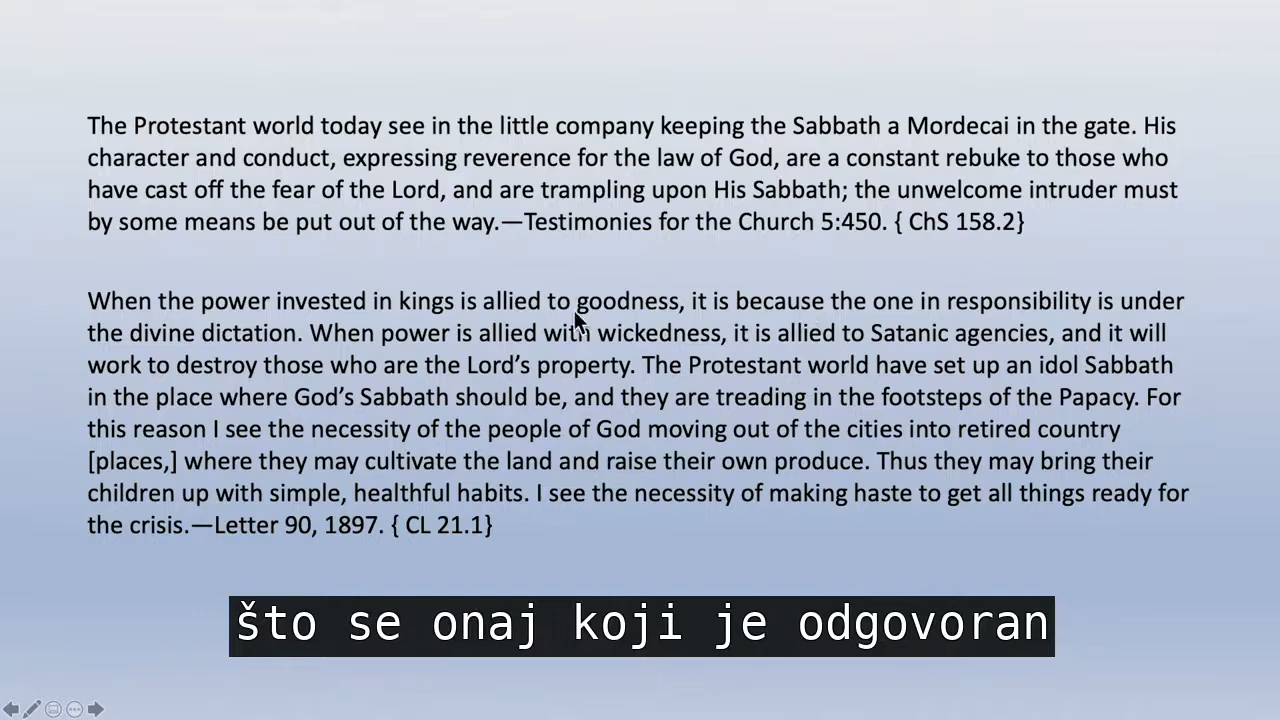 The Protestant world today see in the little company keeping the Sabbath a Mordecai in the gate. His
character and conduct, expressing reverence for the law of God, are a constant rebuke to those who
have cast off the fear of the Lord, and are trampling upon His Sabbath; the unwelcome intruder must
by some means be put out of the way.—Testimonies for the Church 5:450. { ChS 158.2}
When the power invested in kings is allied to goodness, it is because the one in responsibility is under
the divine dictation. When power is allied with wickedness, it is allied to Satanic agencies, and it will
work to destroy those who are the Lord’s property. The Protestant world have set up an idol Sabbath
in the place where God’s Sabbath should be, and they are treading in the footsteps of the Papacy. For
this reason I see the necessity of the people of God moving out of the cities into retired country
[places,] where they may cultivate the land and raise their own produce. Thus they may bring their
children up with simple, healthful habits. I see the necessity of making haste to get all things ready for
the crisis.—Letter 90, 1897. { CL 21.1}
što se onaj koji je odgovoran